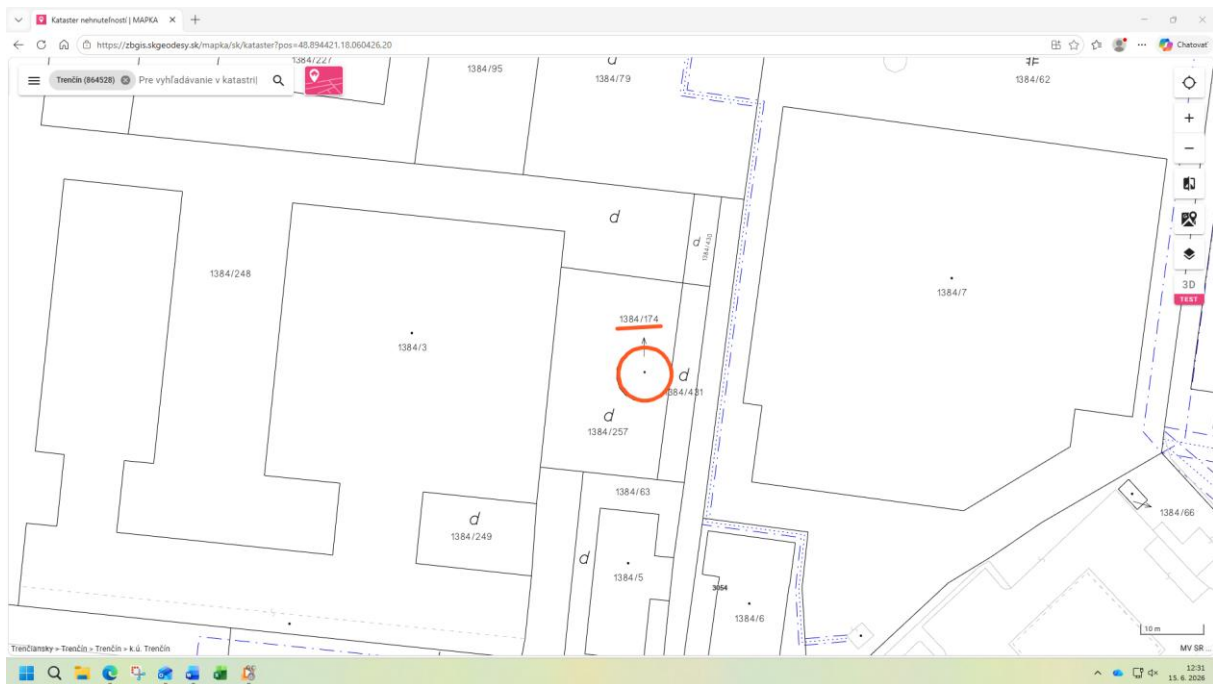 Kataster nehnuteľností | MAPKA
https://zbgis.skgeodesy.sk/mapka/sk/kataster?pos=48.894421,18.060426,20
Chatovať
Trenčín (864528)
Pre vyhľadávanie v katastri
1384/227
1384/95
1384/79
1384/62
d
d
1384/430
1384/248
1384/7
3D
TEST
1384/174
1384/3
d
1384/431
d
1384/257
1384/63
d
1384/249
1384/66
d
1384/5
3054
1384/6
10 m
Trenčiansky > Trenčín > Trenčín > k.ú. Trenčín
MV SR ...
12:31
15. 6. 2026